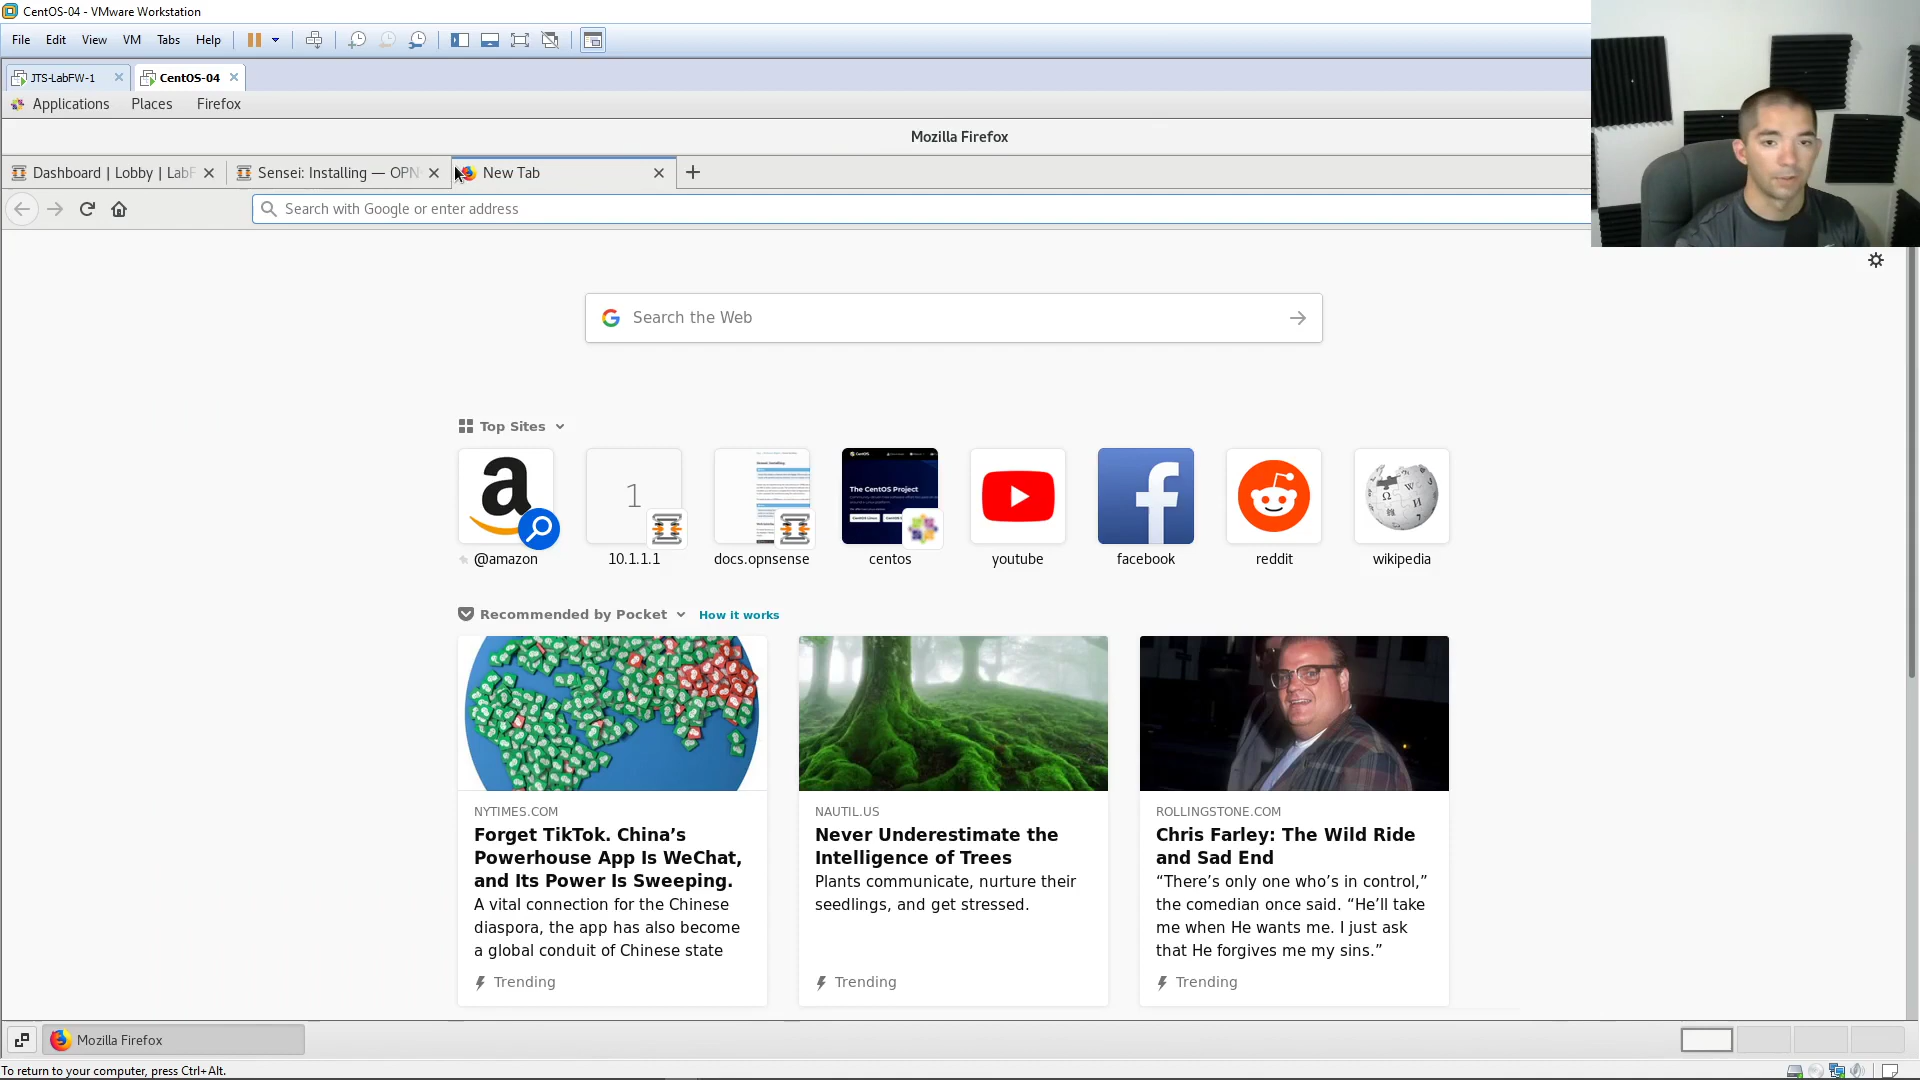 CentOS-04 - VMware Workstation
File Edit View VM Tabs Help
JTS-LabFW-1 CentOS-04
Applications Places Firefox
Mozilla Firefox
Dashboard | Lobby | LabF Sensei: Installing — OPN New Tab
Search with Google or enter address
Search the Web
Top Sites
@amazon 10.1.1.1 docs.opnsense centos youtube facebook reddit wikipedia
1
The CentOS Project
Recommended by Pocket How it works
NYTIMES.COM
Forget TikTok. China’s
Powerhouse App Is WeChat,
and Its Power Is Sweeping.
A vital connection for the Chinese
diaspora, the app has also become
a global conduit of Chinese state
Trending
NAUTIL.US
Never Underestimate the
Intelligence of Trees
Plants communicate, nurture their
seedlings, and get stressed.
Trending
ROLLINGSTONE.COM
Chris Farley: The Wild Ride
and Sad End
“There’s only one who’s in control,”
the comedian once said. “He’ll take
me when He wants me. I just ask
that He forgives me my sins.”
Trending
Mozilla Firefox
To return to your computer, press Ctrl+Alt.